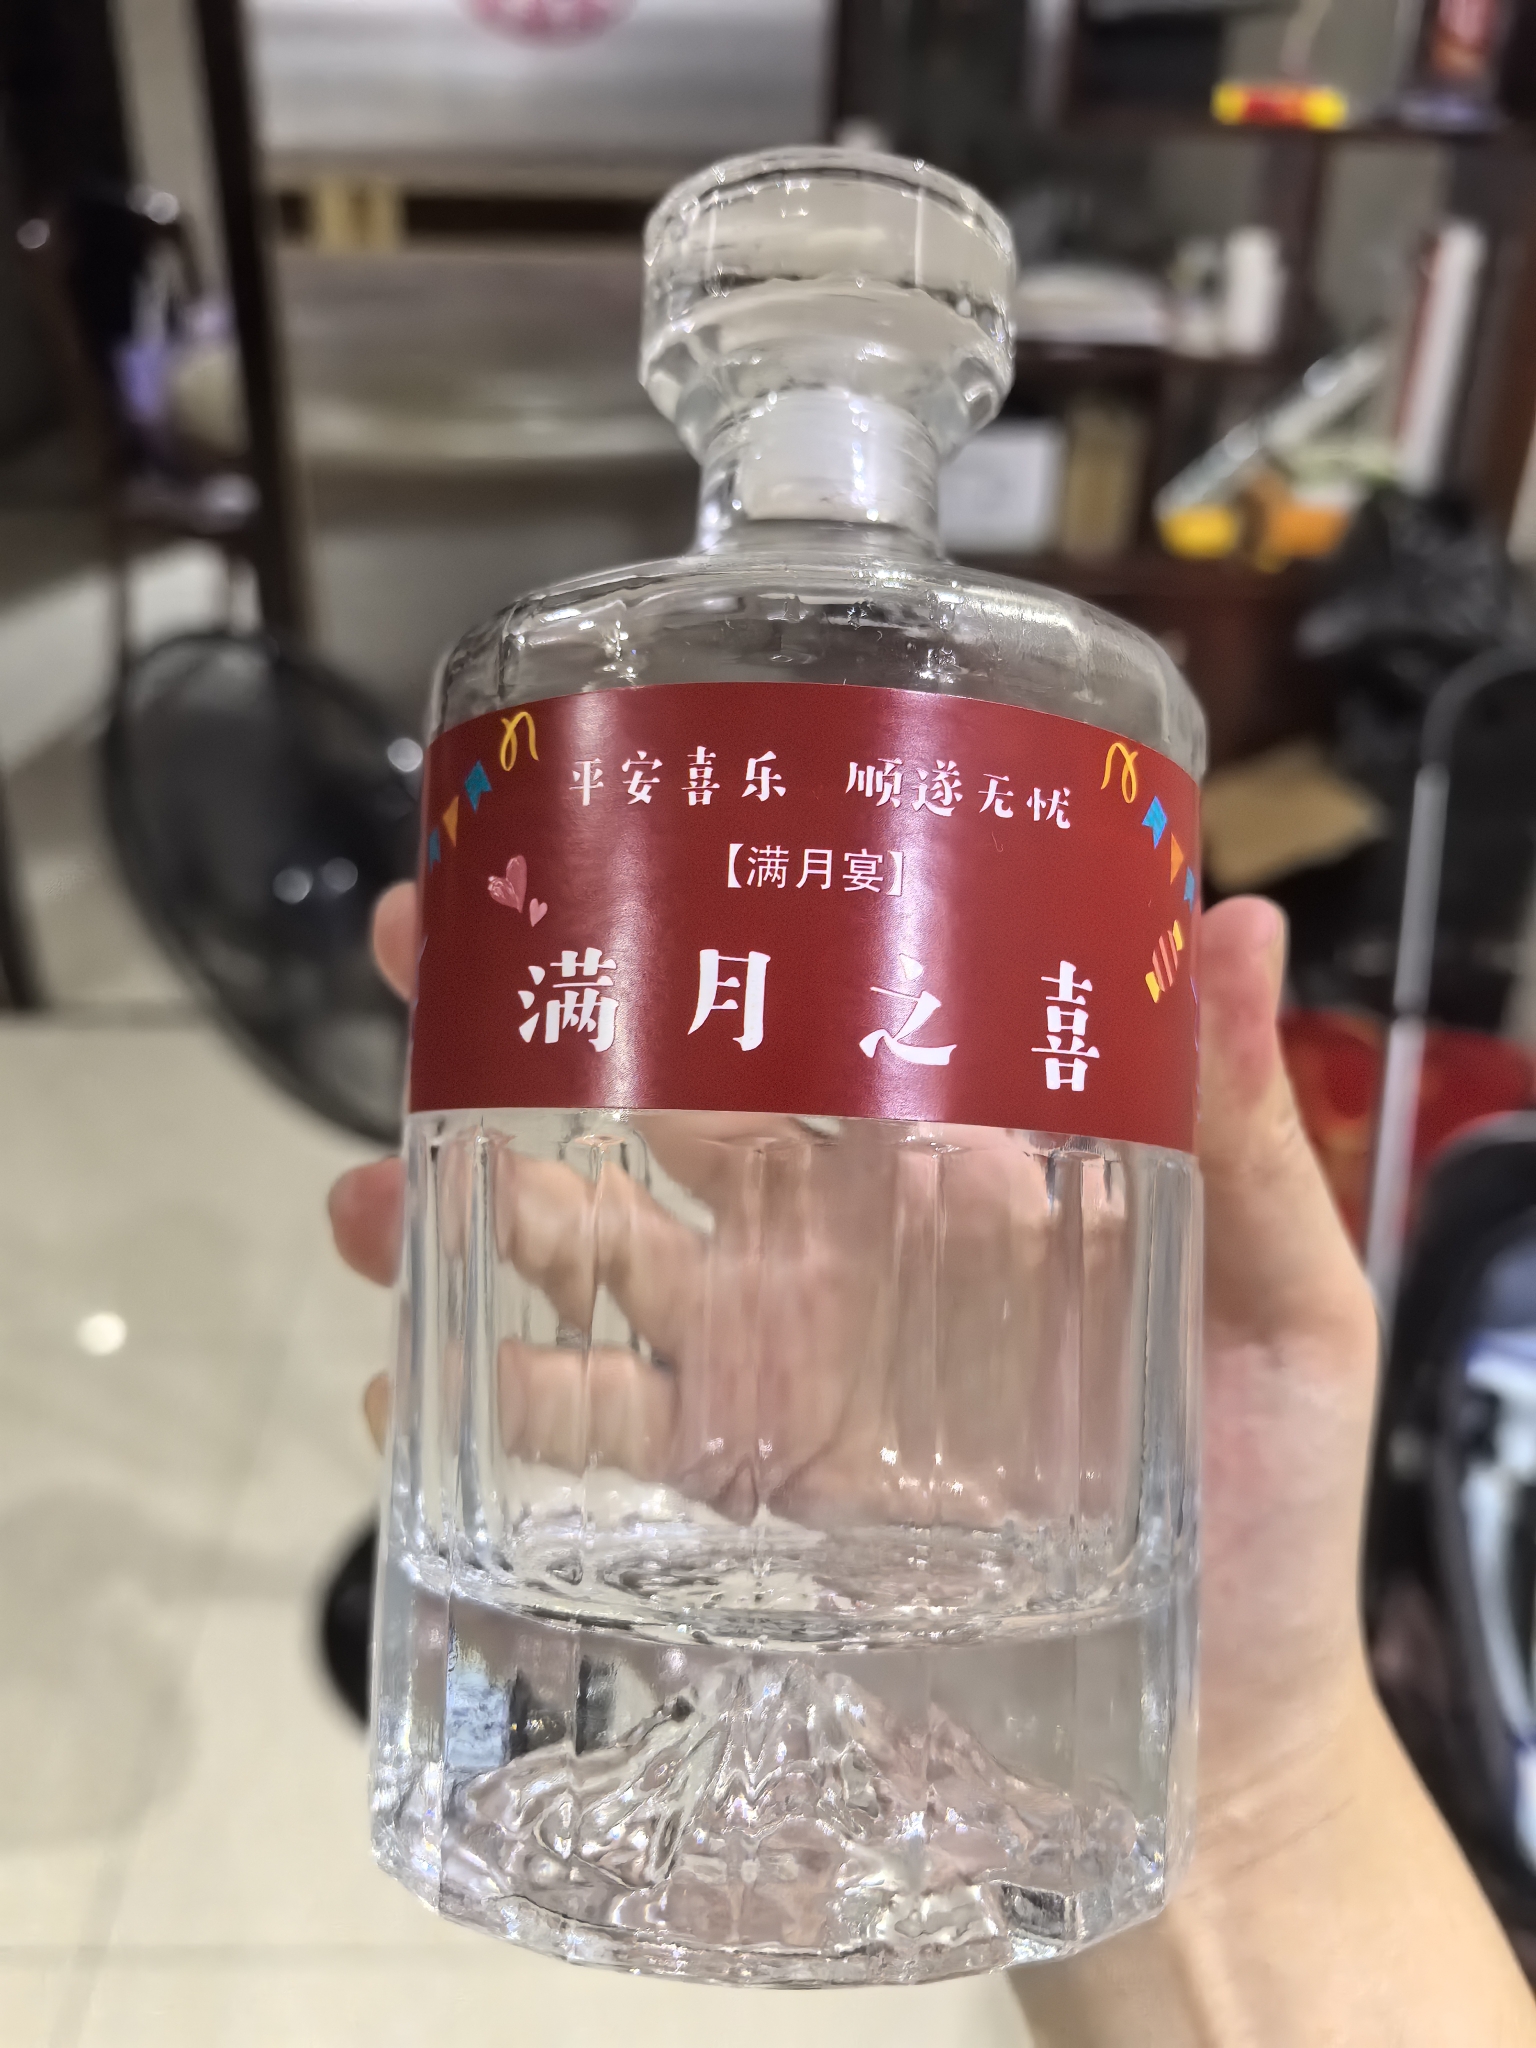 平安喜乐 顺遂无忧
【满月宴】
满月之喜